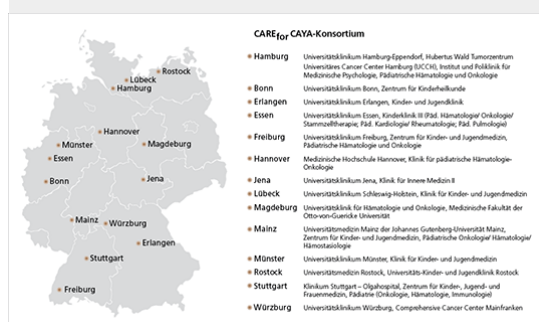 CARE for CAYA-Konsortium
Rostock
Lübeck
Hamburg
Hannover
Magdeburg
Münster
Essen
Bonn
Jena
Mainz
Würzburg
Erlangen
Stuttgart
Freiburg
Hamburg Universitätsklinikum Hamburg-Eppendorf, Hubertus Wald Tumorzentrum
Universitäres Cancer Center Hamburg (UCCH), Institut und Poliklinik für
Medizinische Psychologie, Pädiatrische Hämatologie und Onkologie
Bonn Universitätsklinikum Bonn, Zentrum für Kinderheilkunde
Erlangen Universitätsklinikum Erlangen, Kinder- und Jugendklinik
Essen Universitätsklinikum Essen, Kinderklinik III (Päd. Hämatologie/ Onkologie/
Stammzelltherapie; Päd. Kardiologie/ Rheumatologie; Päd. Pulmologie)
Freiburg Universitätsklinikum Freiburg, Zentrum für Kinder- und Jugendmedizin,
Pädiatrische Hämatologie und Onkologie
Hannover Medizinische Hochschule Hannover, Klinik für pädiatrische Hämatologie-
Onkologie
Jena Universitätsklinikum Jena, Klinik für Innere Medizin II
Lübeck Universitätsklinikum Schleswig-Holstein, Klinik für Kinder- und Jugendmedizin
Magdeburg Universitätsklinik für Hämatologie und Onkologie, Medizinische Fakultät der
Otto-von-Guericke Universität
Mainz Universitätsmedizin Mainz der Johannes Gutenberg-Universität Mainz,
Zentrum für Kinder- und Jugendmedizin, Pädiatrische Onkologie/ Hämatologie/
Hämostasiologie
Münster Universitätsklinikum Münster, Klinik für Kinder- und Jugendmedizin
Rostock Universitätsmedizin Rostock, Universitäts-Kinder- und Jugendklinik Rostock
Stuttgart Klinikum Stuttgart – Olgahospital, Zentrum für Kinder-, Jugend- und
Frauenmedizin, Pädiatrie (Onkologie, Hämatologie, Immunologie)
Würzburg Universitätsklinikum Würzburg, Comprehensive Cancer Center Mainfranken